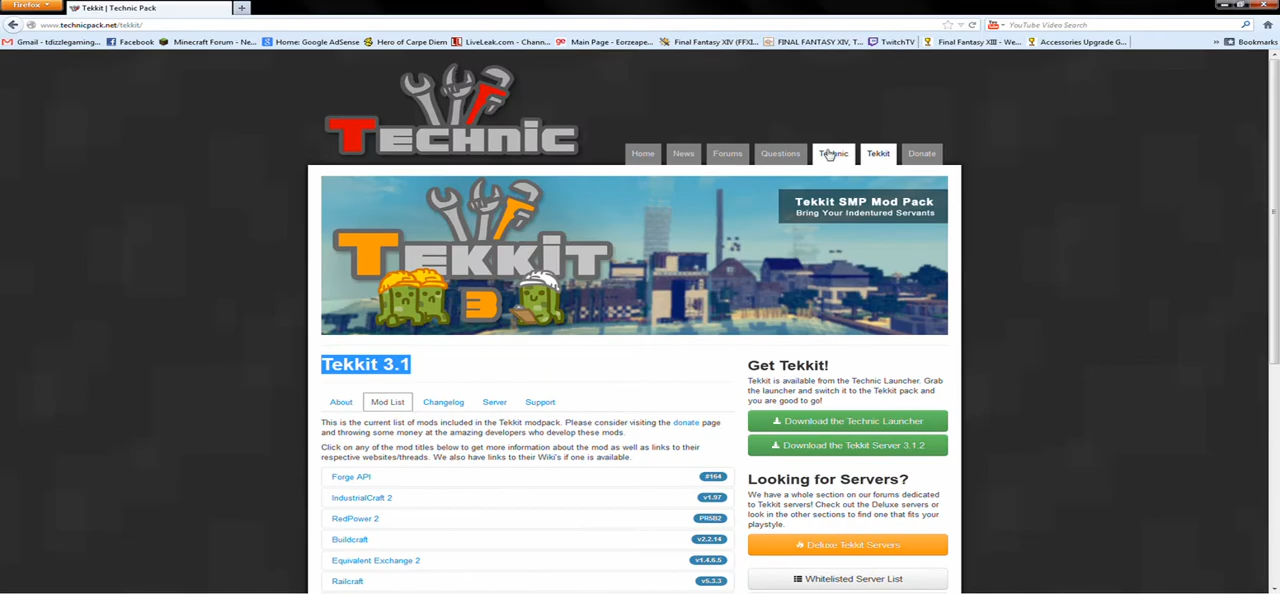 Firefox
Tekkit | Technic Pack
www.technicpack.net/tekkit/
YouTube Video Search
Gmail - tdizzlegaming...
Facebook
Minecraft Forum - Ne...
Home: Google AdSense
Hero of Carpe Diem
LiveLeak.com - Chann...
Main Page - Eorzeape...
Final Fantasy XIV (FFXI...
FINAL FANTASY XIV, T...
TwitchTV
Final Fantasy XIII - We...
Accessories Upgrade G...
Bookmarks
TECHNIC
Home
News
Forums
Questions
Technic
Tekkit
Donate
TEKKIT
3
Tekkit SMP Mod Pack
Bring Your Indentured Servants
Tekkit 3.1
About
Mod List
Changelog
Server
Support
This is the current list of mods included in the Tekkit modpack. Please consider visiting the donate page
and throwing some money at the amazing developers who develop these mods.
Click on any of the mod titles below to get more information about the mod as well as links to their
respective websites/threads. We also have links to their Wiki's if one is available.
Forge API
#164
IndustrialCraft 2
v1.97
RedPower 2
PR5B2
Buildcraft
v2.2.14
Equivalent Exchange 2
v1.4.6.5
Railcraft
v5.3.3
Get Tekkit!
Tekkit is available from the Technic Launcher. Grab
the launcher and switch it to the Tekkit pack and
you are good to go!
Download the Technic Launcher
Download the Tekkit Server 3.1.2
Looking for Servers?
We have a whole section on our forums dedicated
to Tekkit servers! Check out the Deluxe servers or
look in the other sections to find one that fits your
playstyle.
Deluxe Tekkit Servers
Whitelisted Server List